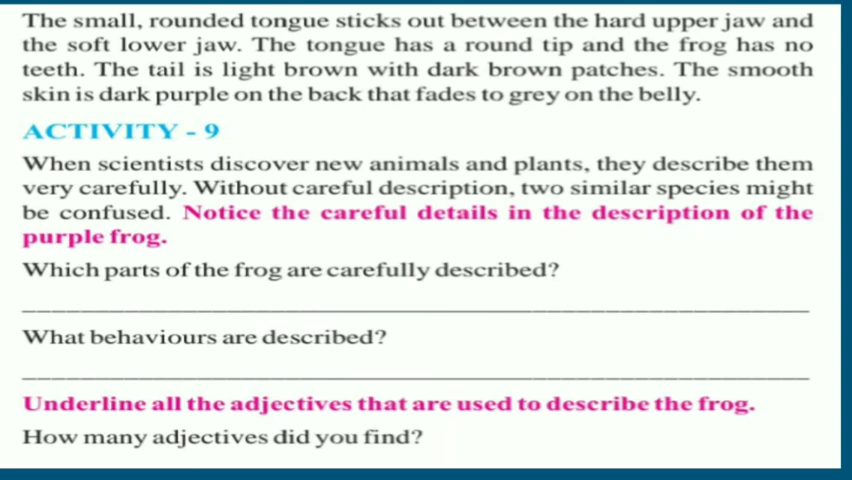 The small, rounded tongue sticks out between the hard upper jaw and
the soft lower jaw. The tongue has a round tip and the frog has no
teeth. The tail is light brown with dark brown patches. The smooth
skin is dark purple on the back that fades to grey on the belly.
ACTIVITY - 9
When scientists discover new animals and plants, they describe them
very carefully. Without careful description, two similar species might
be confused. Notice the careful details in the description of the
purple frog.
Which parts of the frog are carefully described?
What behaviours are described?
Underline all the adjectives that are used to describe the frog.
How many adjectives did you find?